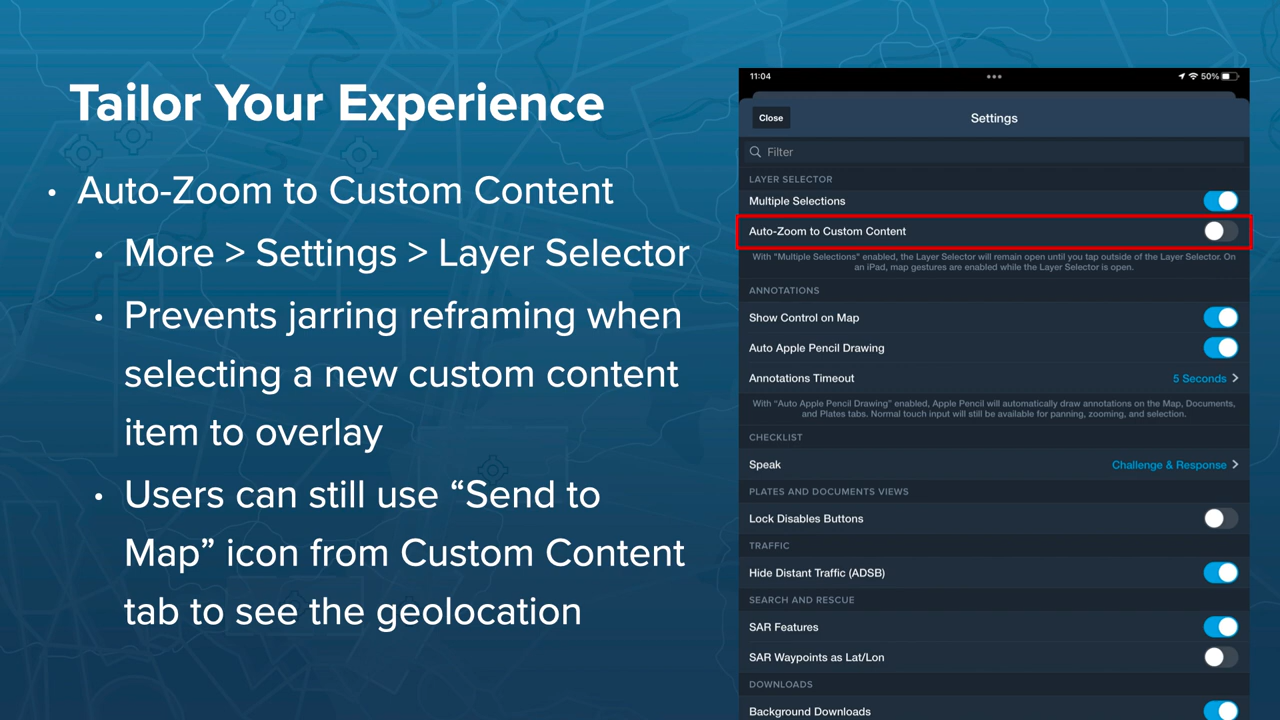 Tailor Your Experience
• Auto-Zoom to Custom Content
• More > Settings > Layer Selector
• Prevents jarring reframing when
selecting a new custom content
item to overlay
• Users can still use “Send to
Map” icon from Custom Content
tab to see the geolocation
11:04
50%
Close
Settings
Filter
LAYER SELECTOR
Multiple Selections
Auto-Zoom to Custom Content
With "Multiple Selections" enabled, the Layer Selector will remain open until you tap outside of the Layer Selector. On
an iPad, map gestures are enabled while the Layer Selector is open.
ANNOTATIONS
Show Control on Map
Auto Apple Pencil Drawing
Annotations Timeout 5 Seconds >
With “Auto Apple Pencil Drawing” enabled, Apple Pencil will automatically draw annotations on the Map, Documents,
and Plates tabs. Normal touch input will still be available for panning, zooming, and selection.
CHECKLIST
Speak Challenge & Response >
PLATES AND DOCUMENTS VIEWS
Lock Disables Buttons
TRAFFIC
Hide Distant Traffic (ADSB)
SEARCH AND RESCUE
SAR Features
SAR Waypoints as Lat/Lon
DOWNLOADS
Background Downloads